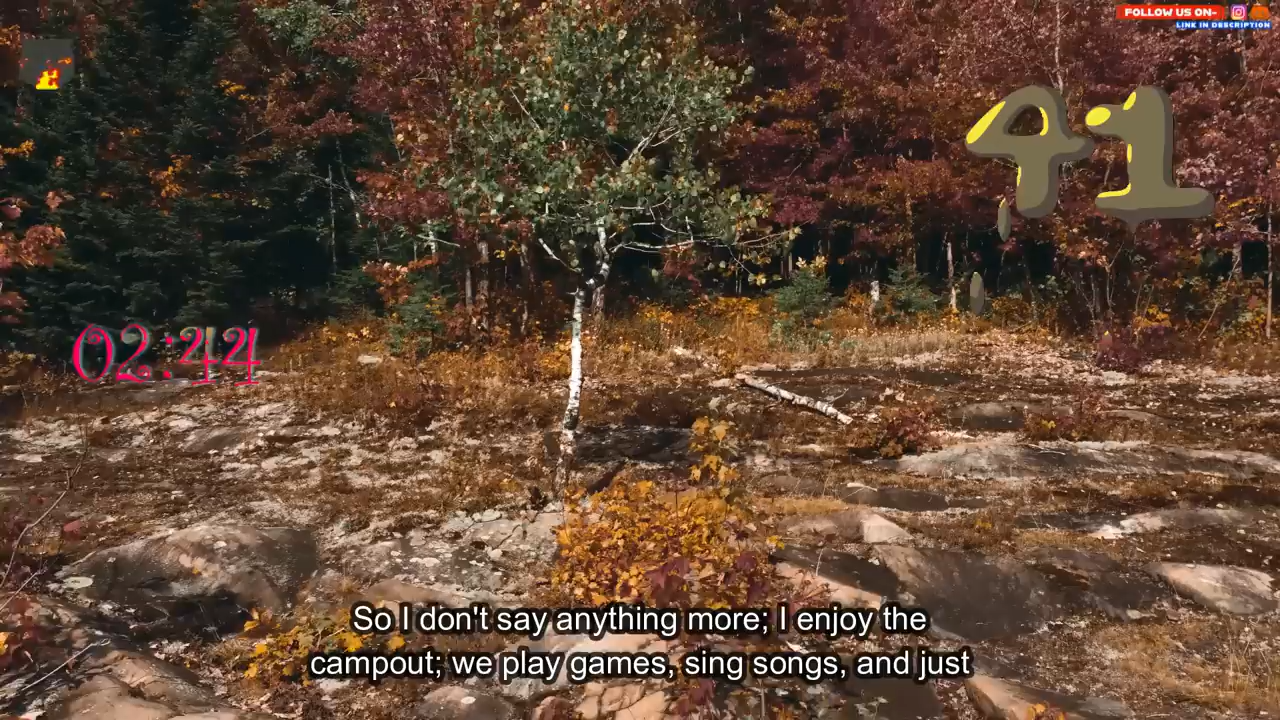 FOLLOW US ON-
LINK IN DESCRIPTION
41
02:44
So I don't say anything more; I enjoy the
campout; we play games, sing songs, and just